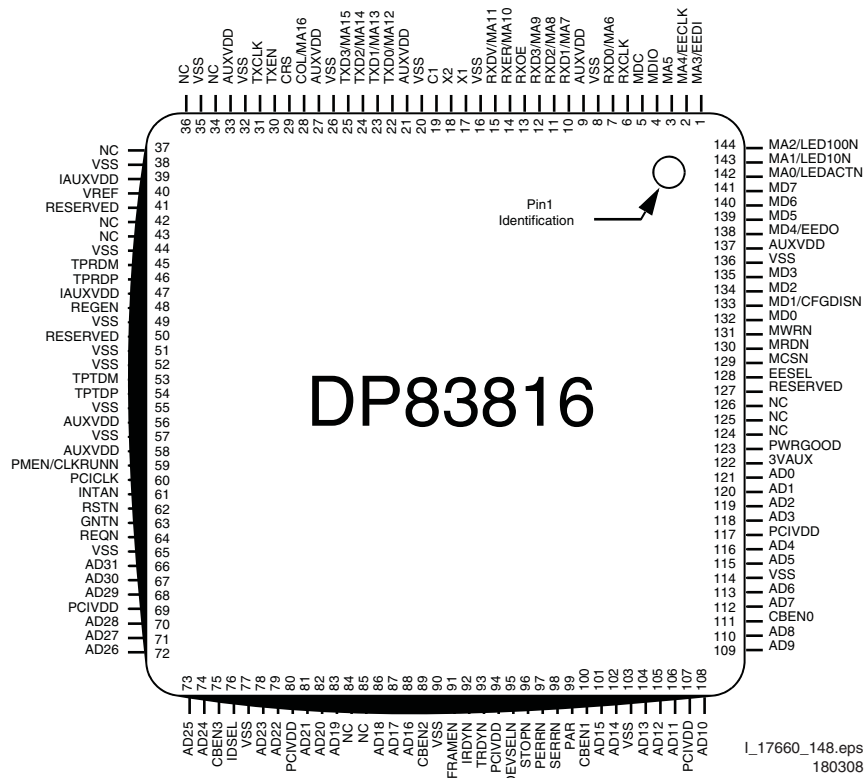 NC
VSS
NC
AUXVDD
VSS
TXCLK
TXEN
CRS
COL/MA16
AUXVDD
VSS
TXD3/MA15
TXD2/MA14
TXD1/MA13
TXD0/MA12
AUXVDD
VSS
C1
X2
X1
VSS
RXDV/MA11
RXER/MA10
RXOE
RXD3/MA9
RXD2/MA8
RXD1/MA7
AUXVDD
VSS
RXD0/MA6
RXCLK
MDC
MDIO
MA5
MA4/EECLK
MA3/EEDI
36
35
34
33
32
31
30
29
28
27
26
25
24
23
22
21
20
19
18
17
16
15
14
13
12
11
10
9
8
7
6
5
4
3
2
1
NC 37
VSS 38
IAUXVDD 39
VREF 40
RESERVED 41
NC 42
NC 43
VSS 44
TPRDM 45
TPRDP 46
IAUXVDD 47
REGEN 48
VSS 49
RESERVED 50
VSS 51
VSS 52
TPTDM 53
TPTDP 54
VSS 55
AUXVDD 56
VSS 57
AUXVDD 58
PMEN/CLKRUNN 59
PCICLK 60
INTAN 61
RSTN 62
GNTN 63
REQN 64
VSS 65
AD31 66
AD30 67
AD29 68
PCIVDD 69
AD28 70
AD27 71
AD26 72
Pin1
Identification
DP83816
144 MA2/LED100N
143 MA1/LED10N
142 MA0/LEDACTN
141 MD7
140 MD6
139 MD5
138 MD4/EEDO
137 AUXVDD
136 VSS
135 MD3
134 MD2
133 MD1/CFGDISN
132 MD0
131 MWRN
130 MRDN
129 MCSN
128 EESEL
127 RESERVED
126 NC
125 NC
124 NC
123 PWRGOOD
122 3VAUX
121 AD0
120 AD1
119 AD2
118 AD3
117 PCIVDD
116 AD4
115 AD5
114 VSS
113 AD6
112 AD7
111 CBEN0
110 AD8
109 AD9
73
74
75
76
77
78
79
80
81
82
83
84
85
86
87
88
89
90
91
92
93
94
95
96
97
98
99
100
101
102
103
104
105
106
107
108
AD25
AD24
CBEN3
IDSEL
VSS
AD23
AD22
PCIVDD
AD21
AD20
AD19
NC
NC
AD18
AD17
AD16
CBEN2
VSS
FRAMEN
IRDYN
TRDYN
PCIVDD
DEVSELN
STOPN
PERRN
SERRN
PAR
CBEN1
AD15
AD14
VSS
AD13
AD12
AD11
PCIVDD
AD10
I_17660_148.eps
180308